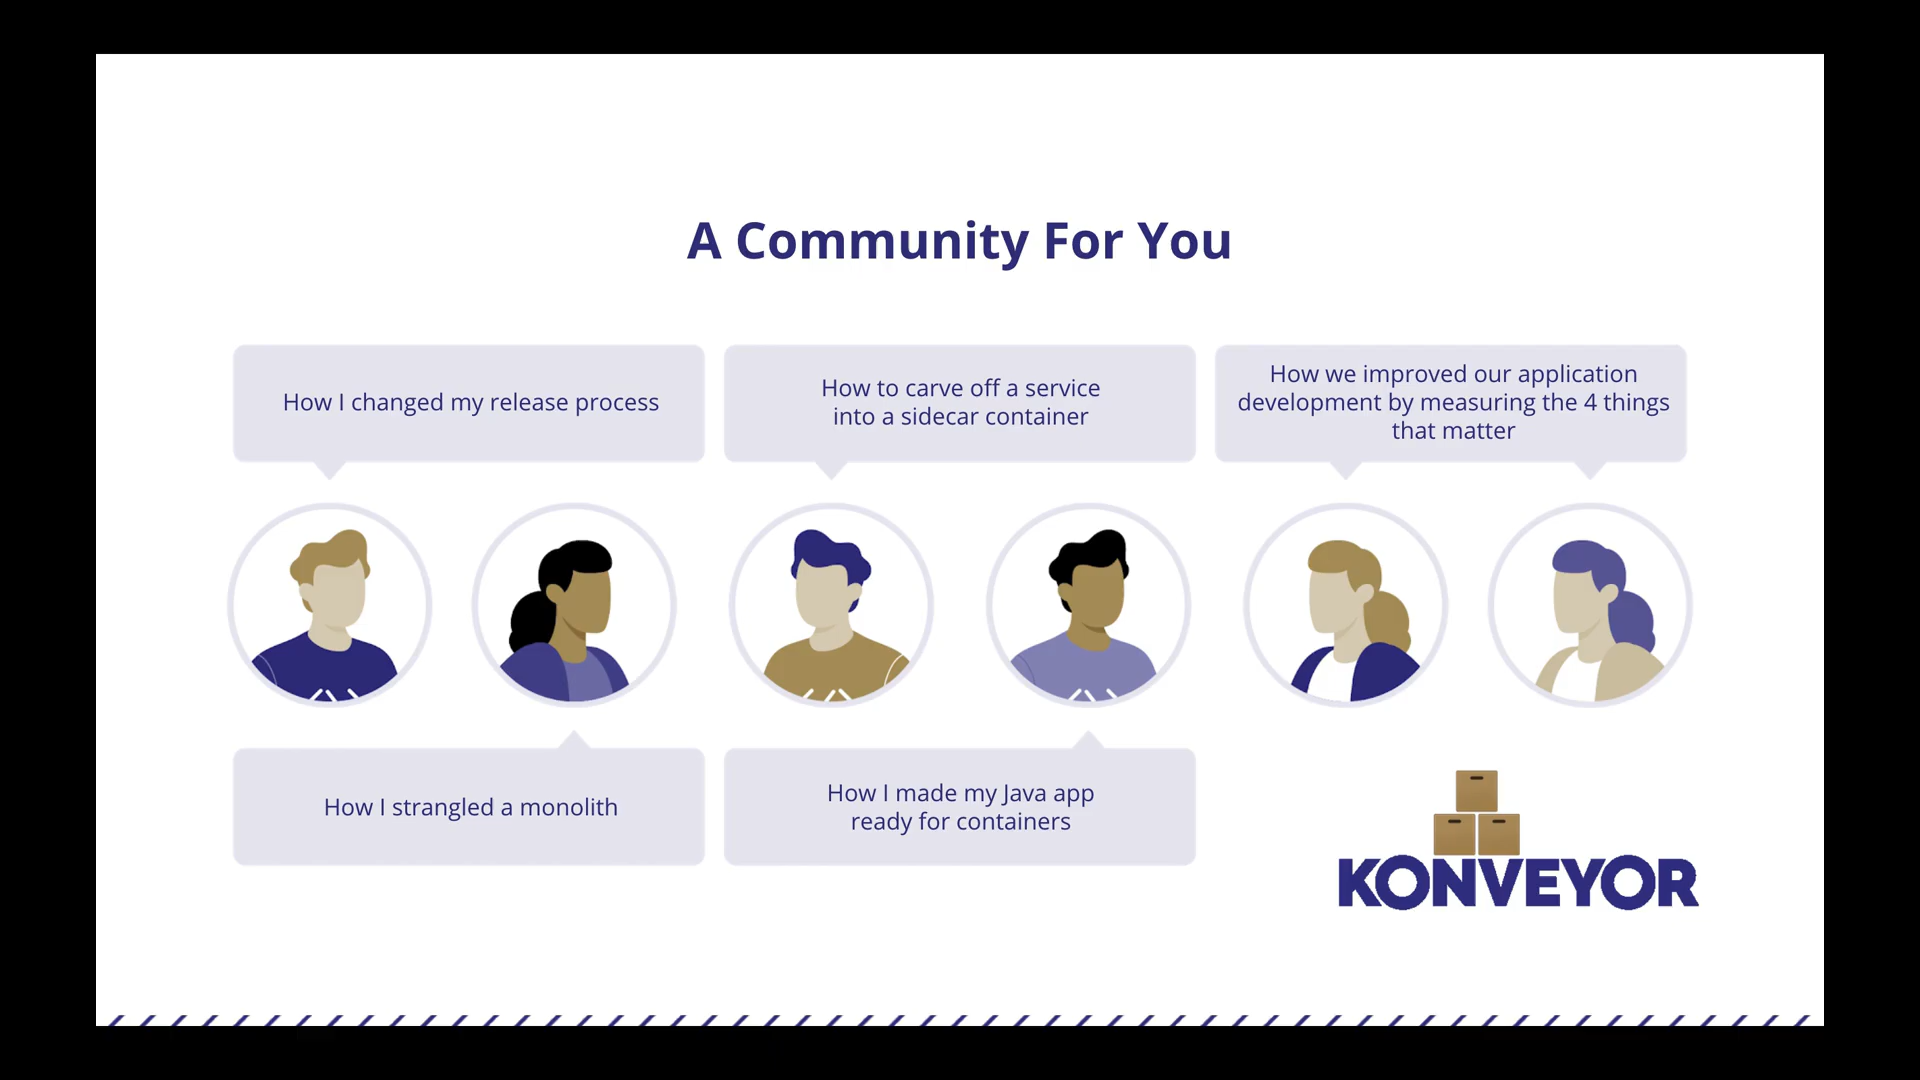 A Community For You
How I changed my release process
How to carve off a service
into a sidecar container
How we improved our application
development by measuring the 4 things
that matter
How I strangled a monolith
How I made my Java app
ready for containers
KONVEYOR